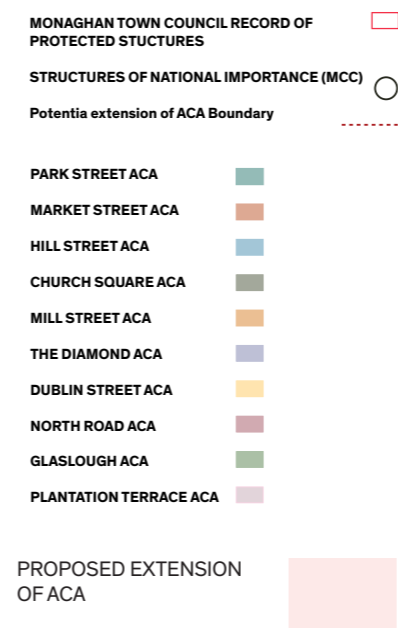 MONAGHAN TOWN COUNCIL RECORD OF
PROTECTED STUCTURES
STRUCTURES OF NATIONAL IMPORTANCE (MCC)
Potentia extension of ACA Boundary
PARK STREET ACA
MARKET STREET ACA
HILL STREET ACA
CHURCH SQUARE ACA
MILL STREET ACA
THE DIAMOND ACA
DUBLIN STREET ACA
NORTH ROAD ACA
GLASLOUGH ACA
PLANTATION TERRACE ACA
PROPOSED EXTENSION
OF ACA